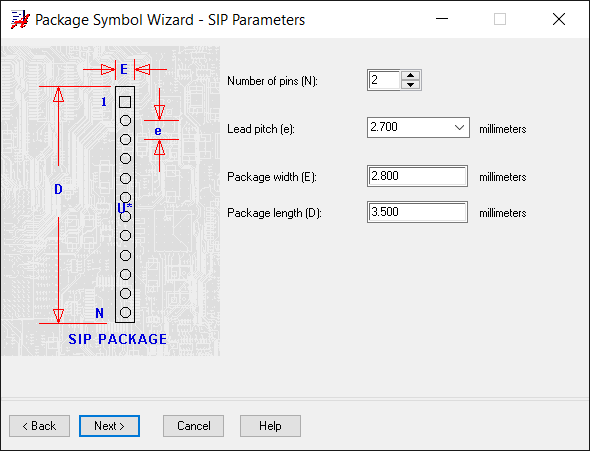 Package Symbol Wizard - SIP Parameters
E
1
e
D
U*
N
SIP PACKAGE
Number of pins (N): 2
Lead pitch (e): 2.700 millimeters
Package width (E): 2.800 millimeters
Package length (D): 3.500 millimeters
< Back Next > Cancel Help